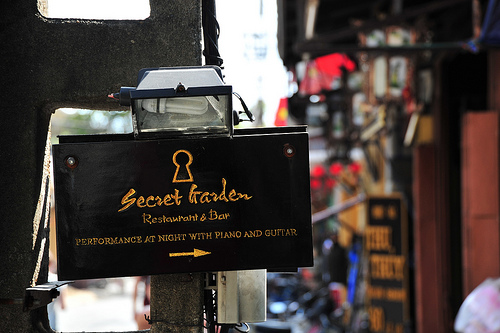 Secret Garden
Restaurant & Bar
PERFORMANCE AT NIGHT WITH PIANO AND GUITAR